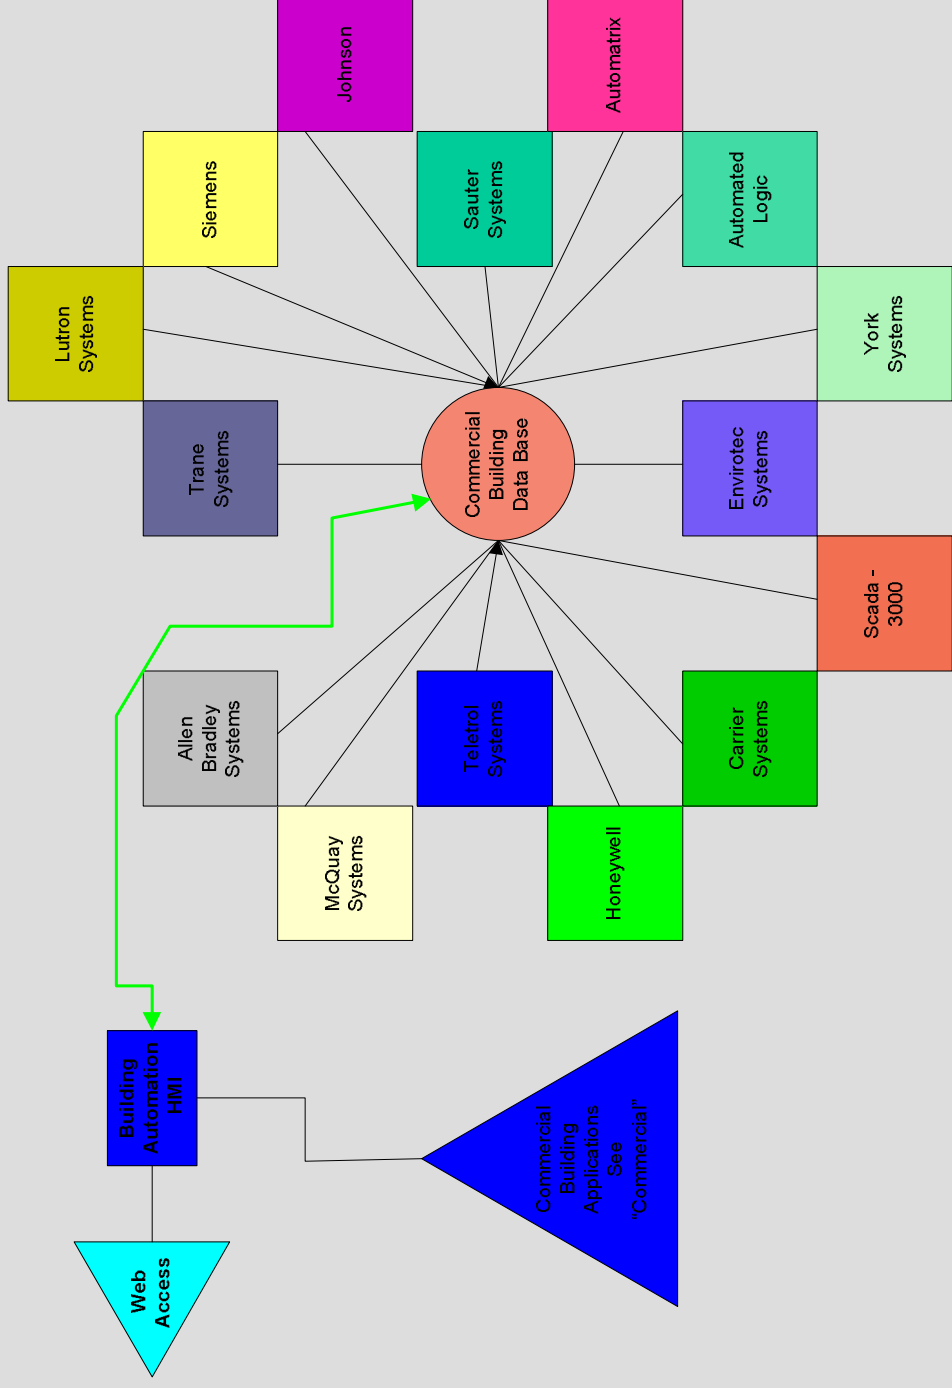 Lutron
Systems
Web
Access
Building
Automation
HMI
Allen
Bradley
Systems
Trane
Systems
Siemens
McQuay
Systems
Johnson
Teletrol
Systems
Commercial
Building
Data Base
Sauter
Systems
Commercial
Building
Applications
See
"Commercial"
Honeywell
Automatrix
Carrier
Systems
Envirotec
Systems
Automated
Logic
Scada -
3000
York
Systems